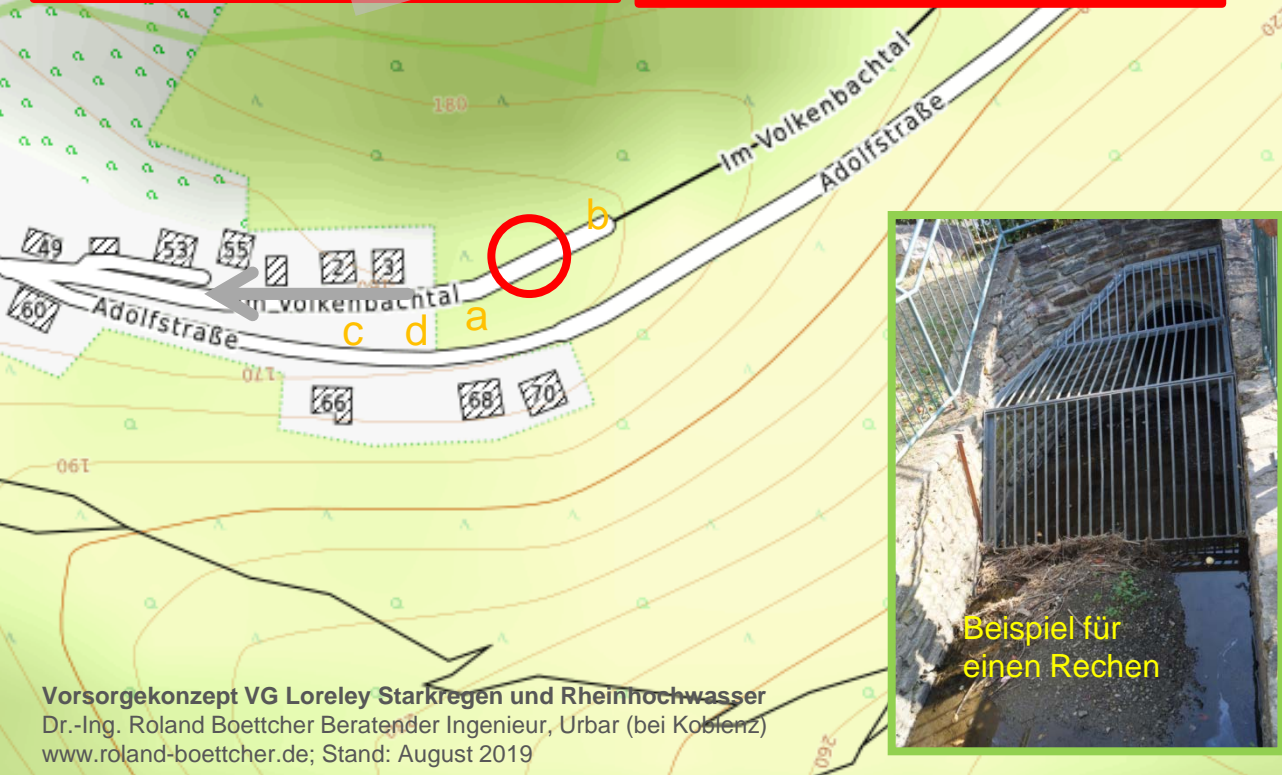 180
Im Volkenbachtal
Adolfstraße
b
49
53
55
2
3
60
Im Volkenbachtal
Adolfstraße
c
d
a
170
66
68
70
190
Beispiel für
einen Rechen
Vorsorgekonzept VG Loreley Starkregen und Rheinhochwasser
Dr.-Ing. Roland Boettcher Beratender Ingenieur, Urbar (bei Koblenz)
www.roland-boettcher.de; Stand: August 2019
260